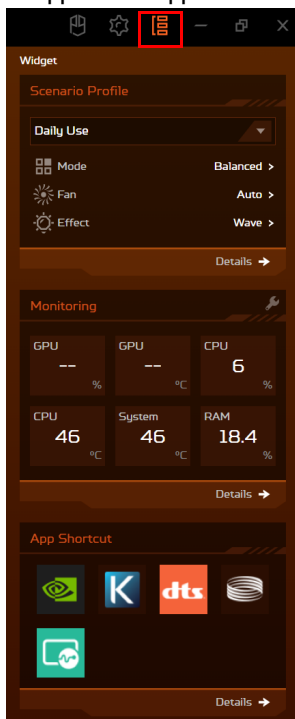 Widget
Scenario Profile
Daily Use
Mode Balanced >
Fan Auto >
Effect Wave >
Details →
Monitoring
GPU GPU CPU
-- -- 6
% °C %
CPU System RAM
46 46 18.4
°C °C %
Details →
App Shortcut
K dts
Details →